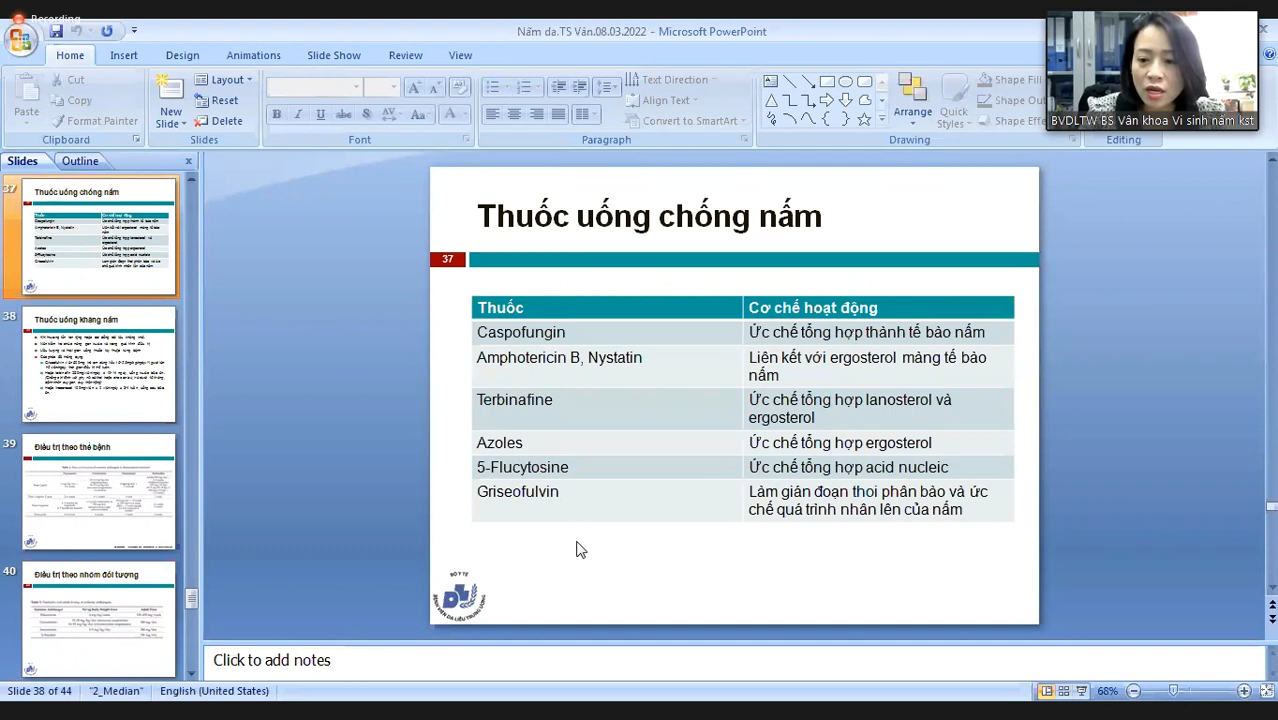 Recording
Nấm da.TS Vân.08.03.2022 - Microsoft PowerPoint
Home Insert Design Animations Slide Show Review View
Cut
Copy
Format Painter
Paste
Clipboard
New
Slide
Layout
Reset
Delete
Slides
Font
Text Direction
Align Text
Convert to SmartArt
Paragraph
Arrange
Quick
Styles
Shape Fill
Shape Out
Shape Effe
Drawing
Editing
BVDLTW BS Vân khoa Vi sinh nấm kst
Slides Outline
37
Thuốc uống chống nấm
38
Thuốc uống kháng nấm
39
Điều trị theo thể bệnh
40
Điều trị theo nhóm đối tượng
Thuốc uống chống nấm
37
Thuốc Cơ chế hoạt động
Caspofungin Ức chế tổng hợp thành tế bào nấm
Amphotericin B, Nystatin Liên kết với ergosterol màng tế bào
nấm
Terbinafine Ức chế tổng hợp lanosterol và
ergosterol
Azoles Ức chế tổng hợp ergosterol
5-Flucytosine Ức chế tổng hợp acid nucleic
Grisofumin Làm gián đoạn thoi phân bào và ức
chế quá trình nhân lên của nấm
BỘ Y TẾ
Click to add notes
Slide 38 of 44 "2_Median" English (United States) 68%